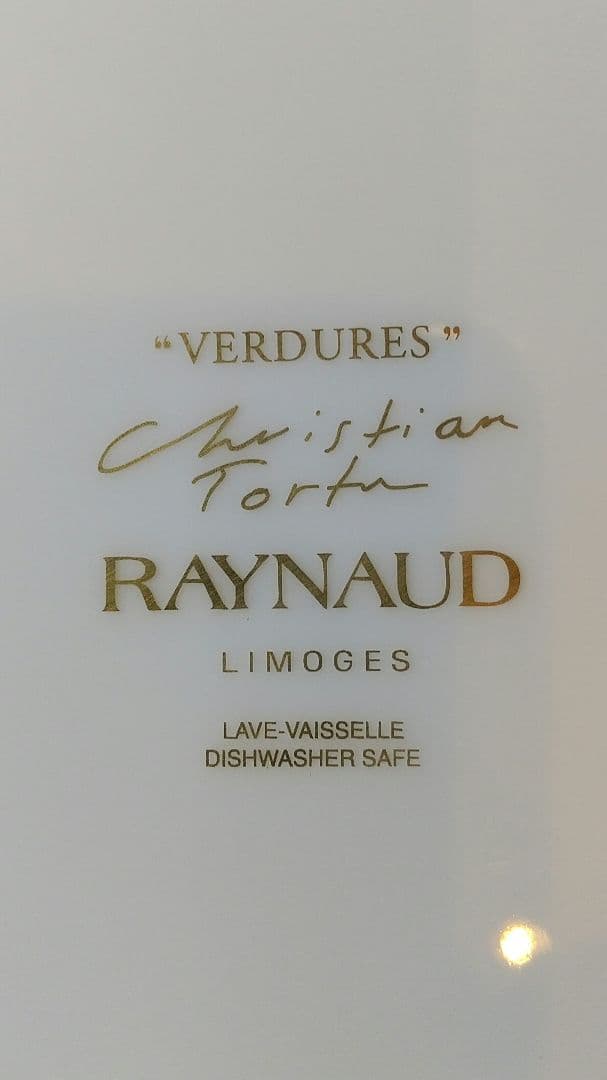 “VERDURES”
Christian
Tortu
RAYNAUD
LIMOGES
LAVE-VAISSELLE
DISHWASHER SAFE